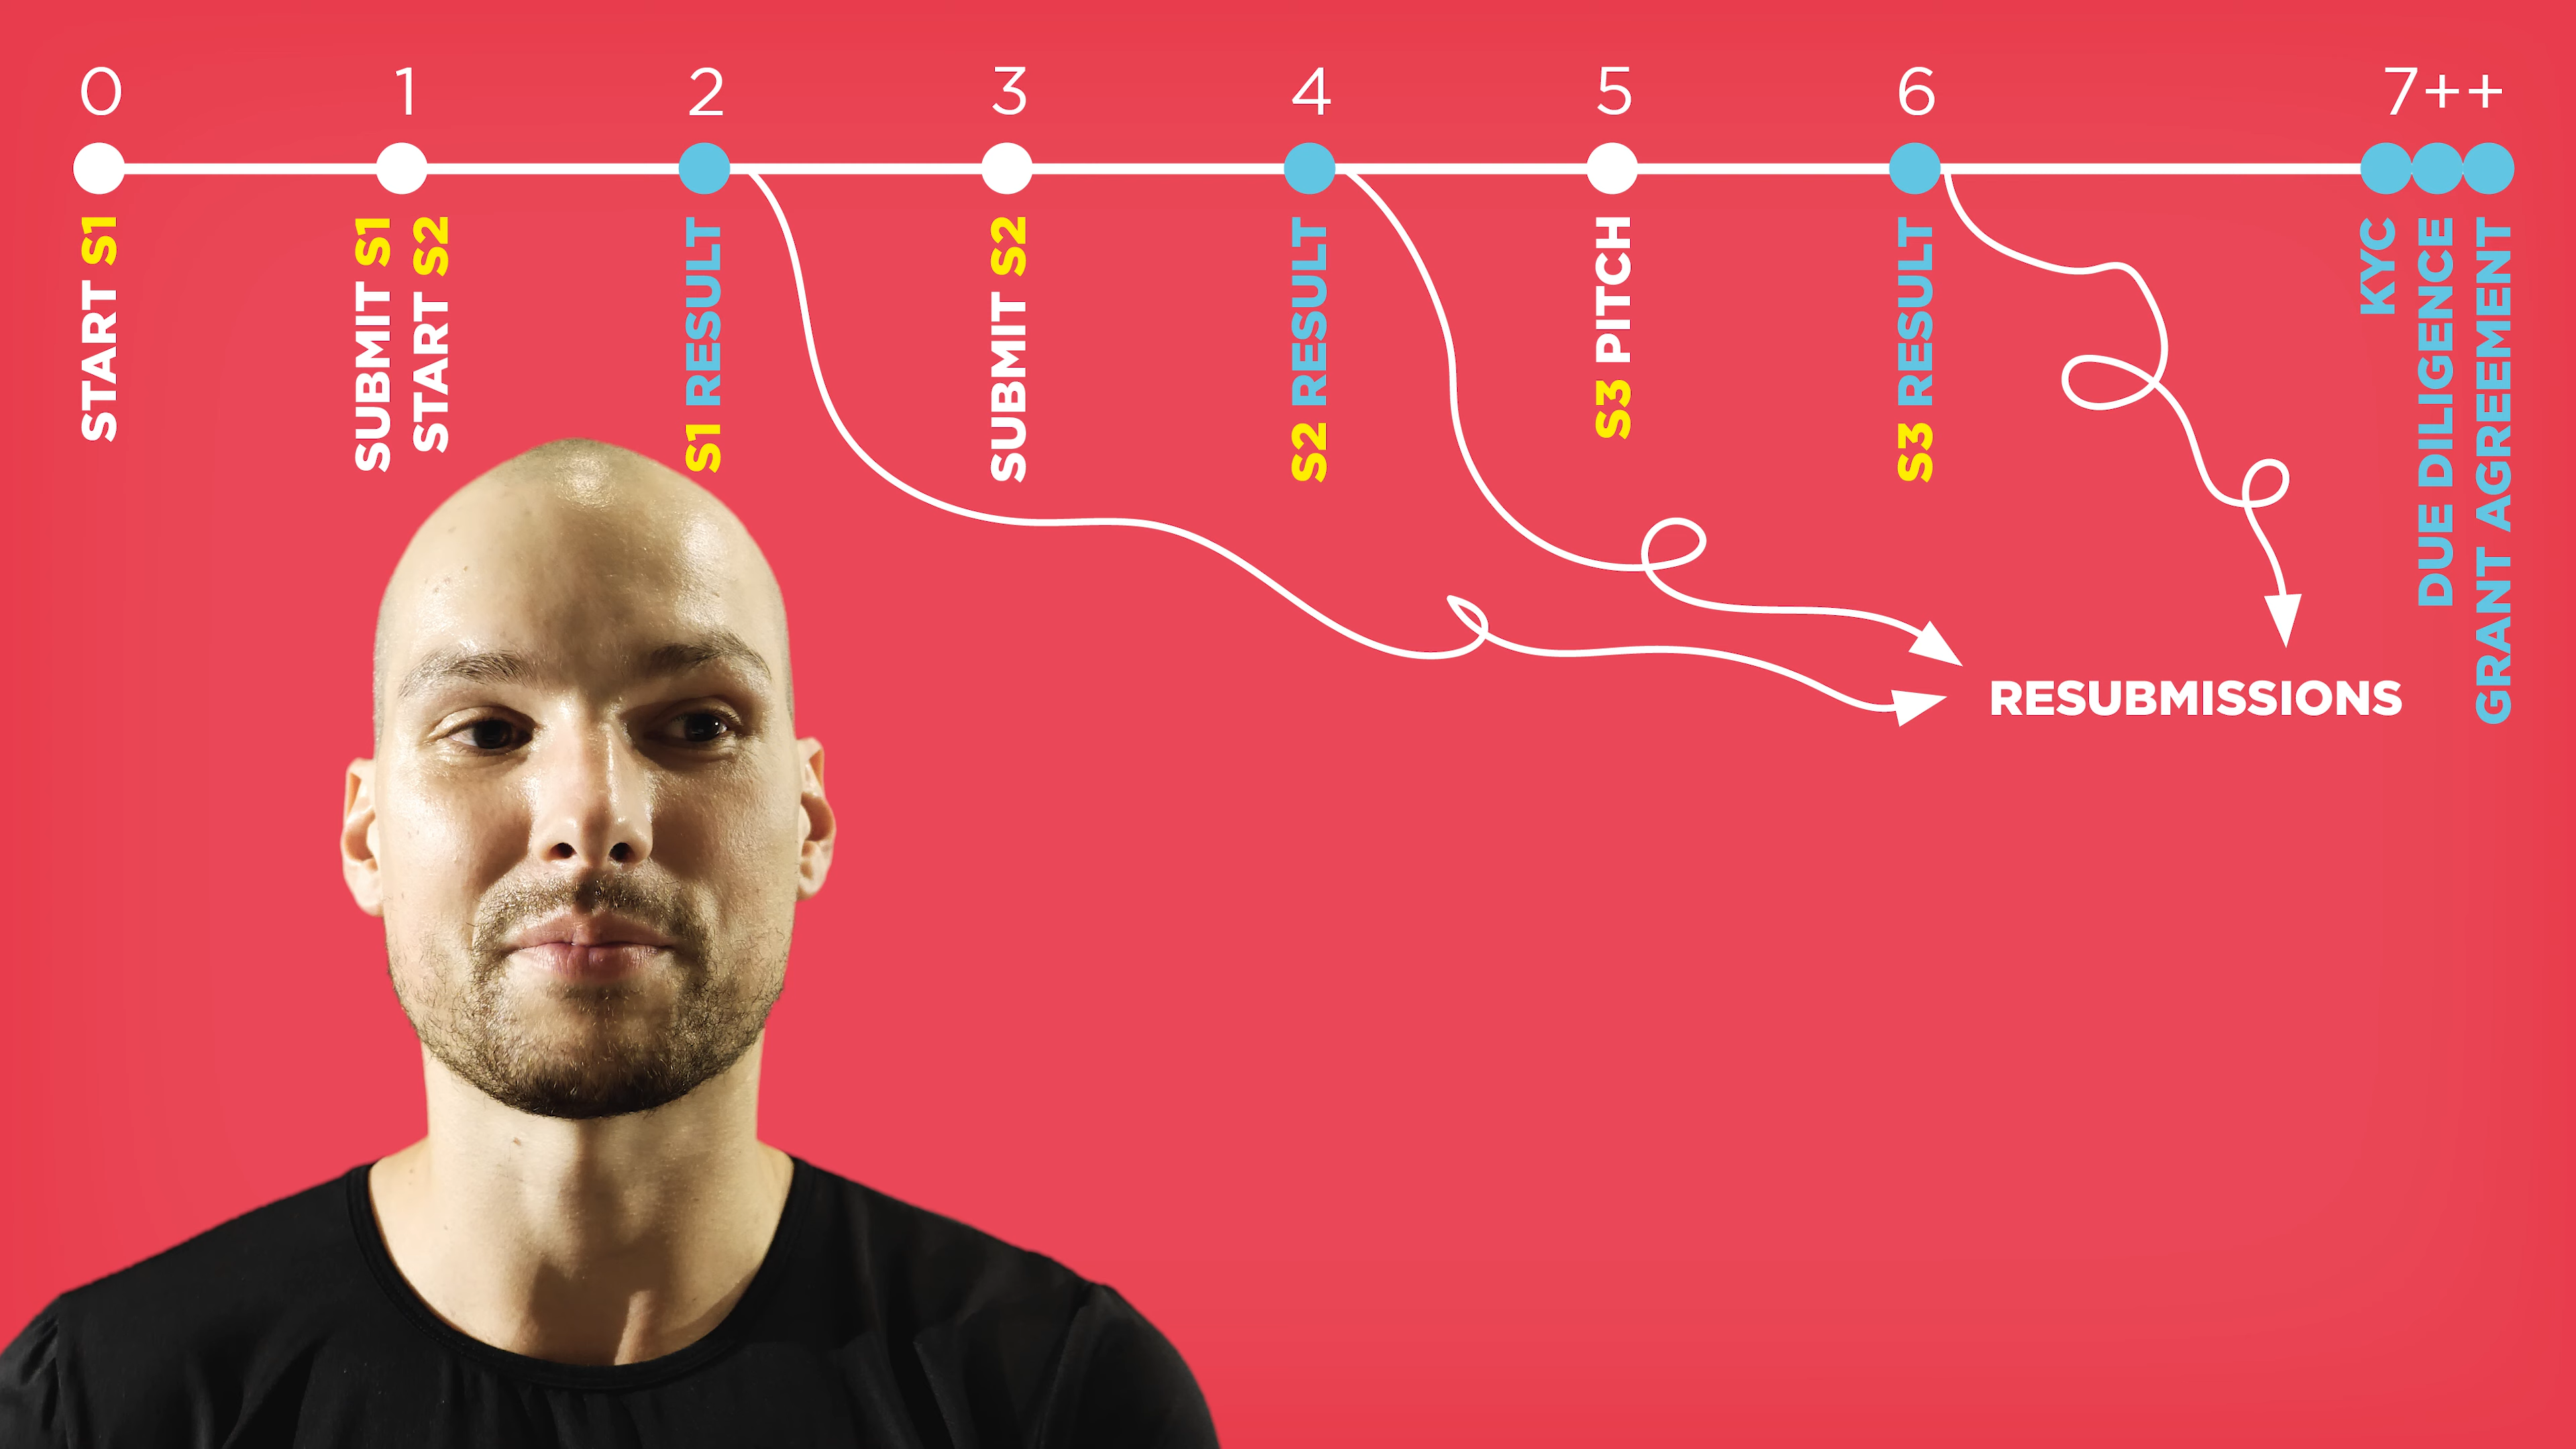 0
1
2
3
4
5
6
7++
START S1
SUBMIT S1
START S2
S1 RESULT
SUBMIT S2
S2 RESULT
S3 PITCH
S3 RESULT
KYC
DUE DILIGENCE
GRANT AGREEMENT
RESUBMISSIONS